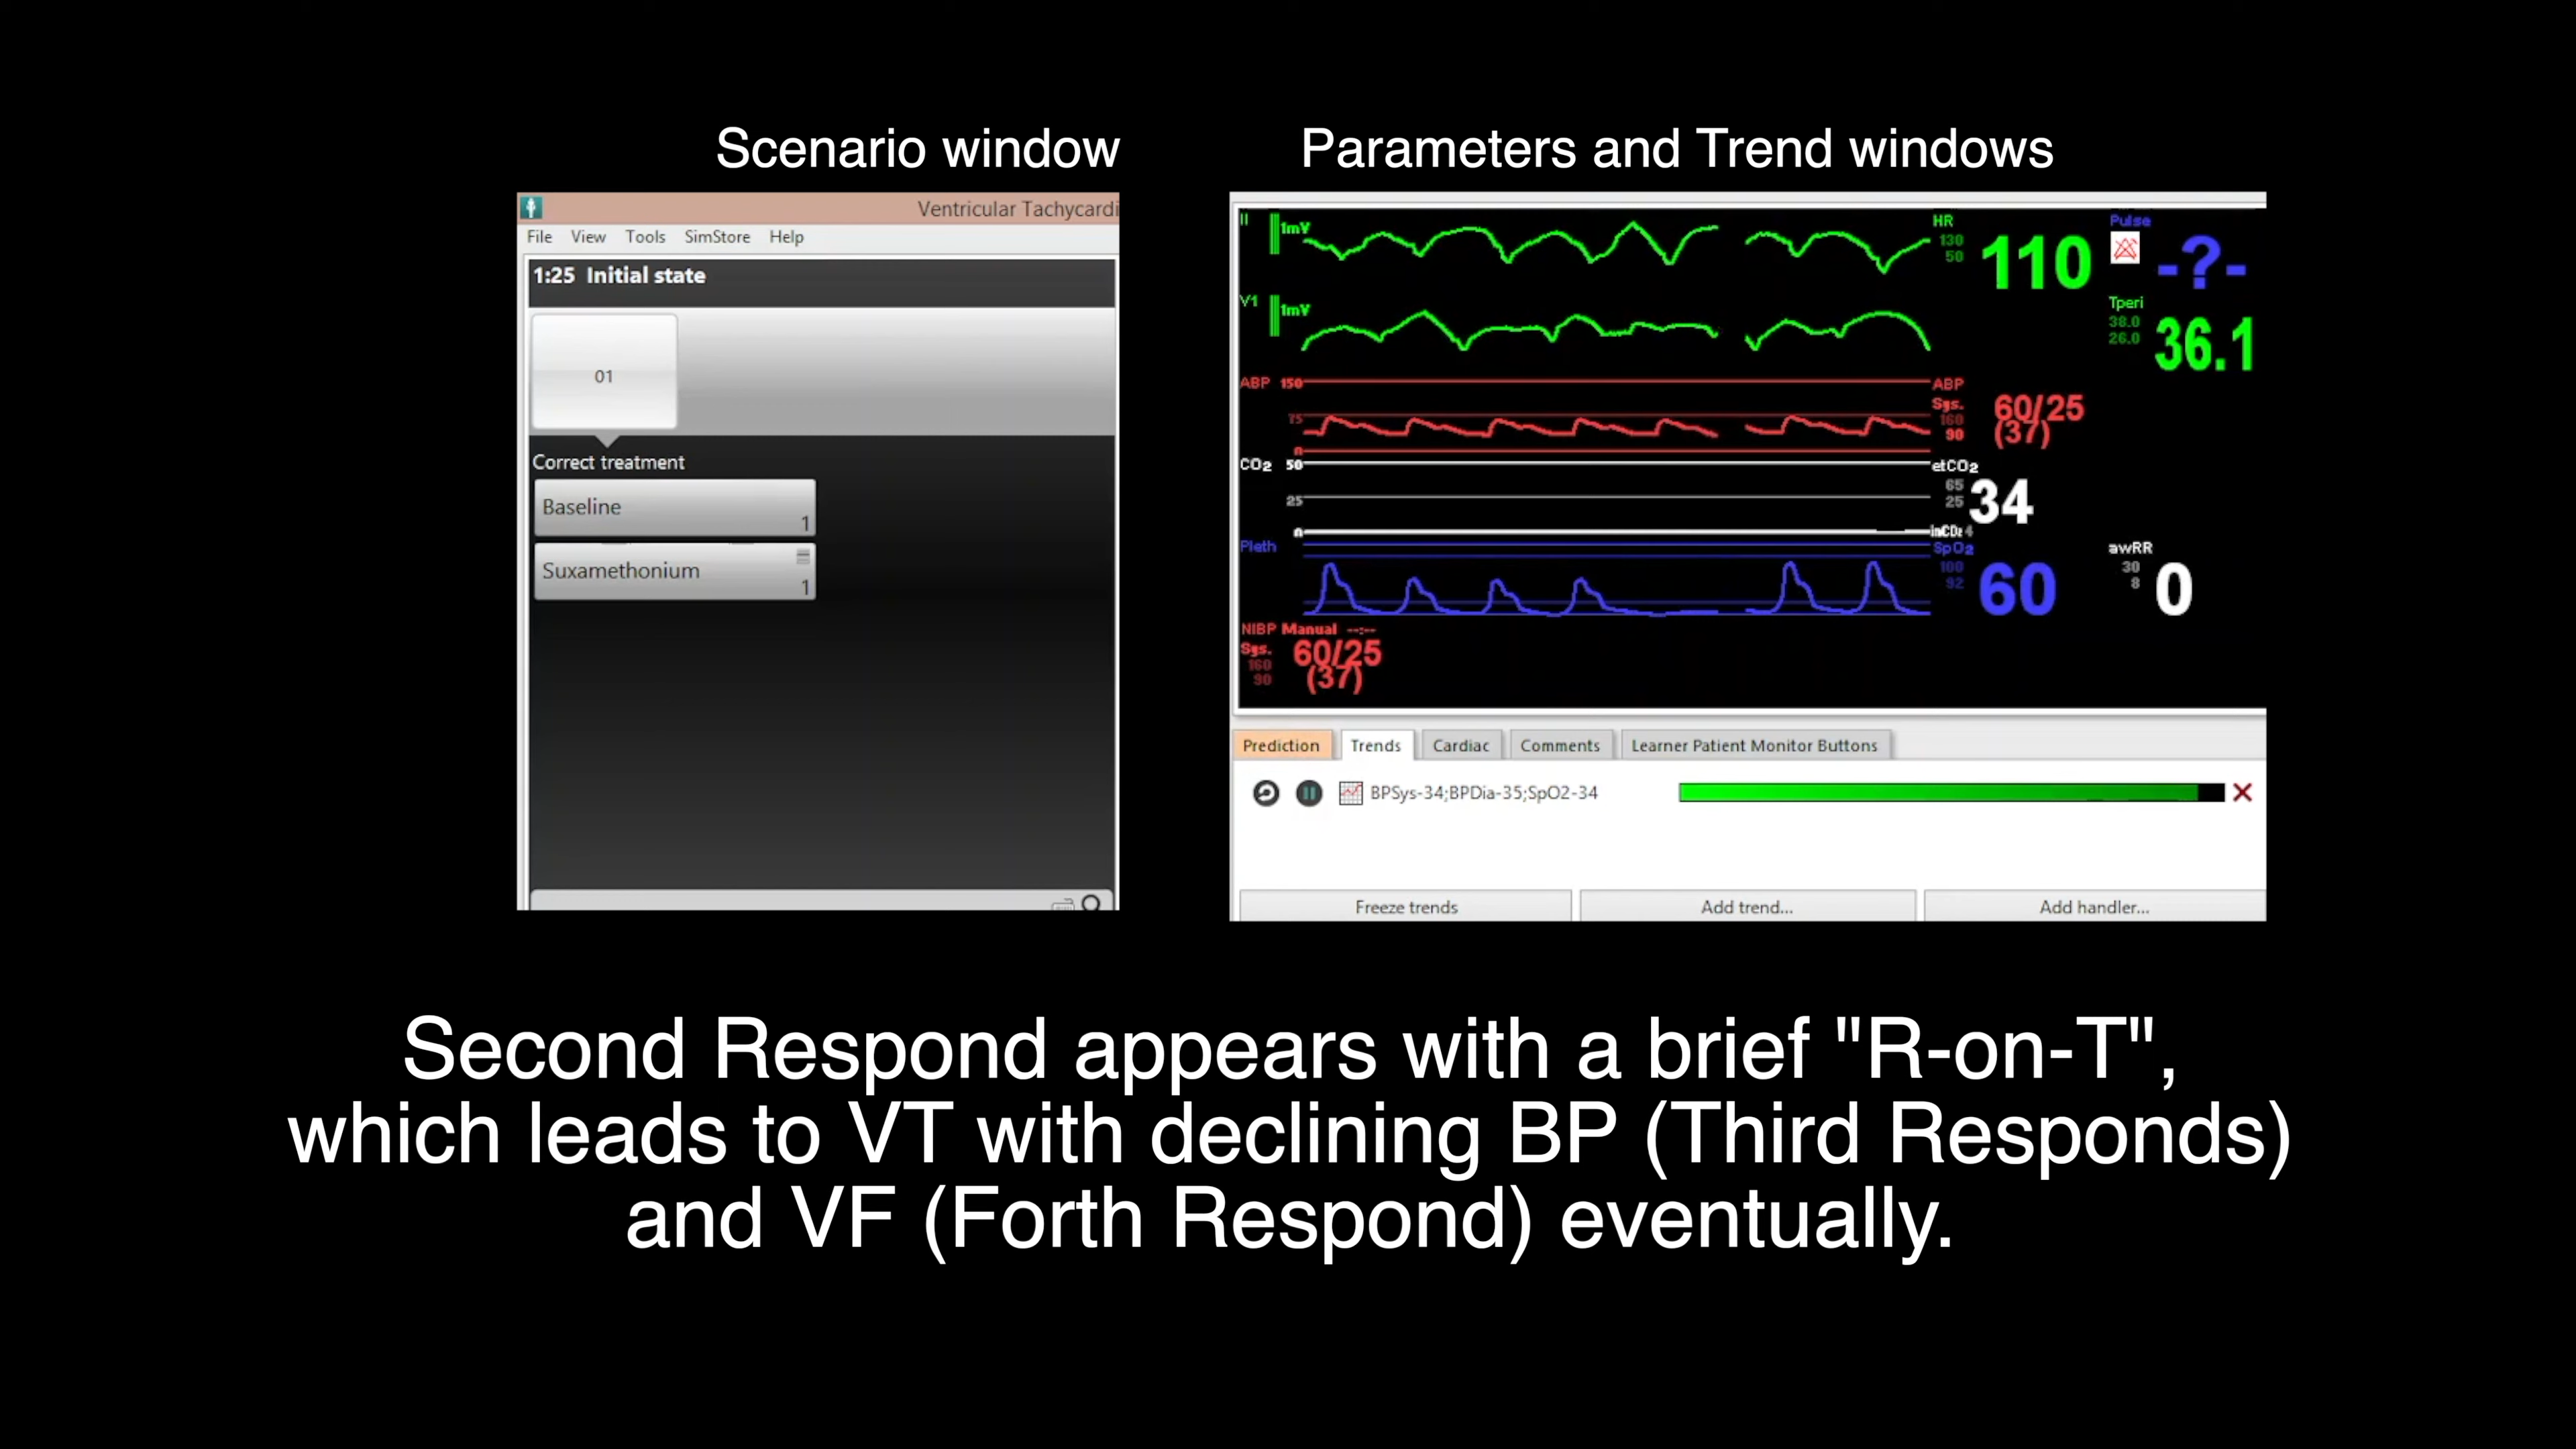 Scenario window
Parameters and Trend windows
Ventricular Tachycardi
File View Tools SimStore Help
1:25 Initial state
01
Correct treatment
Baseline
1
Suxamethonium
1
II 1mV
HR
130
50
110
Pulse
-?-
V1 1mV
Tperi
38.0
26.0
36.1
ABP 150
75
0
ABP
Sys.
160
90
60/25
(37)
CO2 50
25
0
etCO2
65
25
34
inCO2 4
Pleth
SpO2
100
92
60
awRR
30
8
0
NIBP Manual --:--
Sys.
160
90
60/25
(37)
Prediction Trends Cardiac Comments Learner Patient Monitor Buttons
BPSys-34;BPDia-35;SpO2-34
Freeze trends Add trend... Add handler...
Second Respond appears with a brief "R-on-T",
which leads to VT with declining BP (Third Responds)
and VF (Forth Respond) eventually.